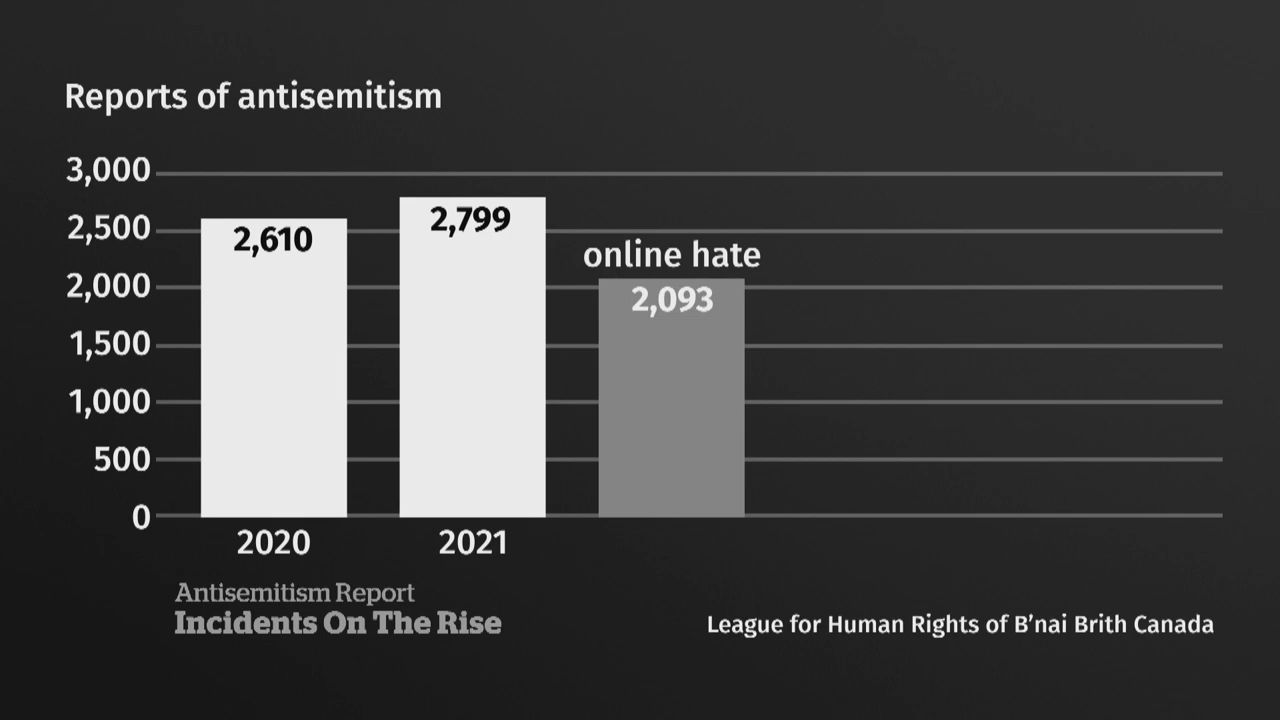 Reports of antisemitism
3,000
2,500
2,000
1,500
1,000
500
0
2,610
2,799
online hate
2,093
2020
2021
Antisemitism Report
Incidents On The Rise
League for Human Rights of B’nai Brith Canada